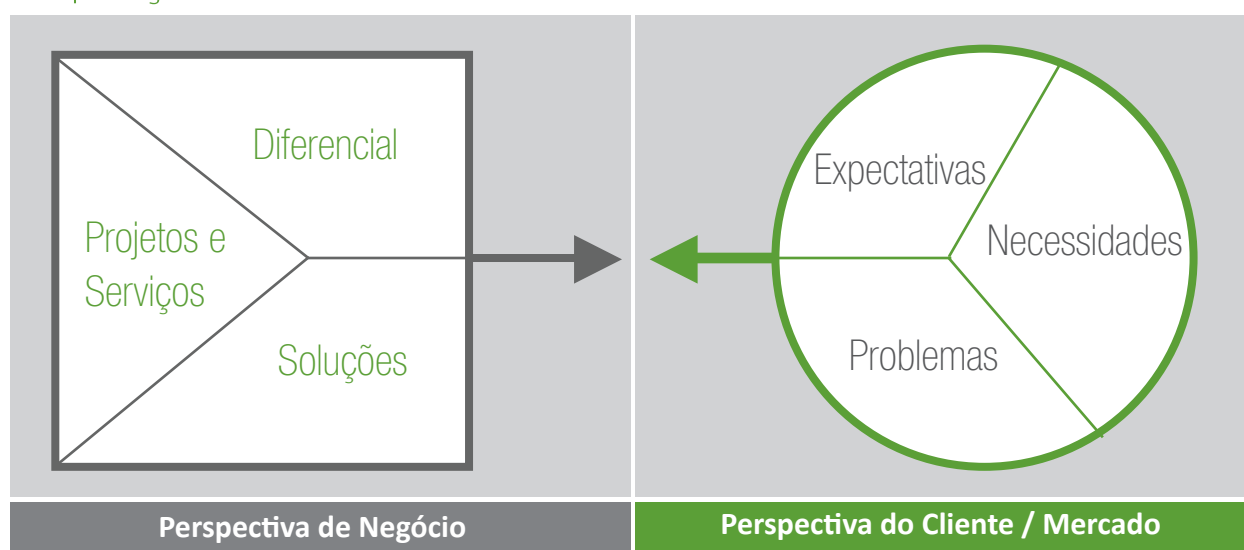 Diferencial
Projetos e
Serviços
Soluções
Expectativas
Necessidades
Problemas
Perspectiva de Negócio
Perspectiva do Cliente / Mercado